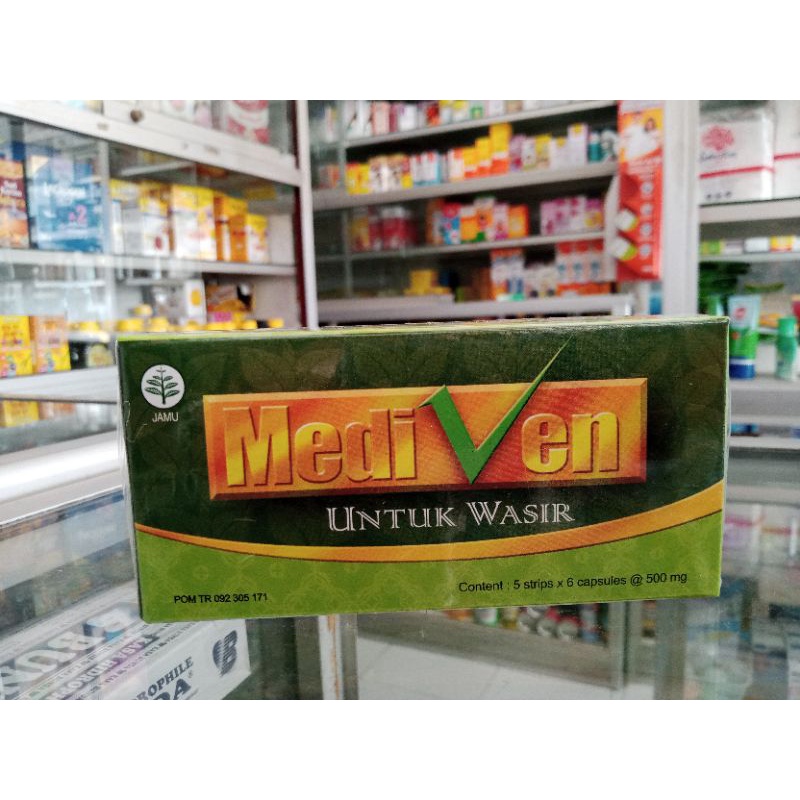 JAMU
MediVen
UNTUK WASIR
POM TR 092 305 171
Content : 5 strips x 6 capsules @ 500 mg